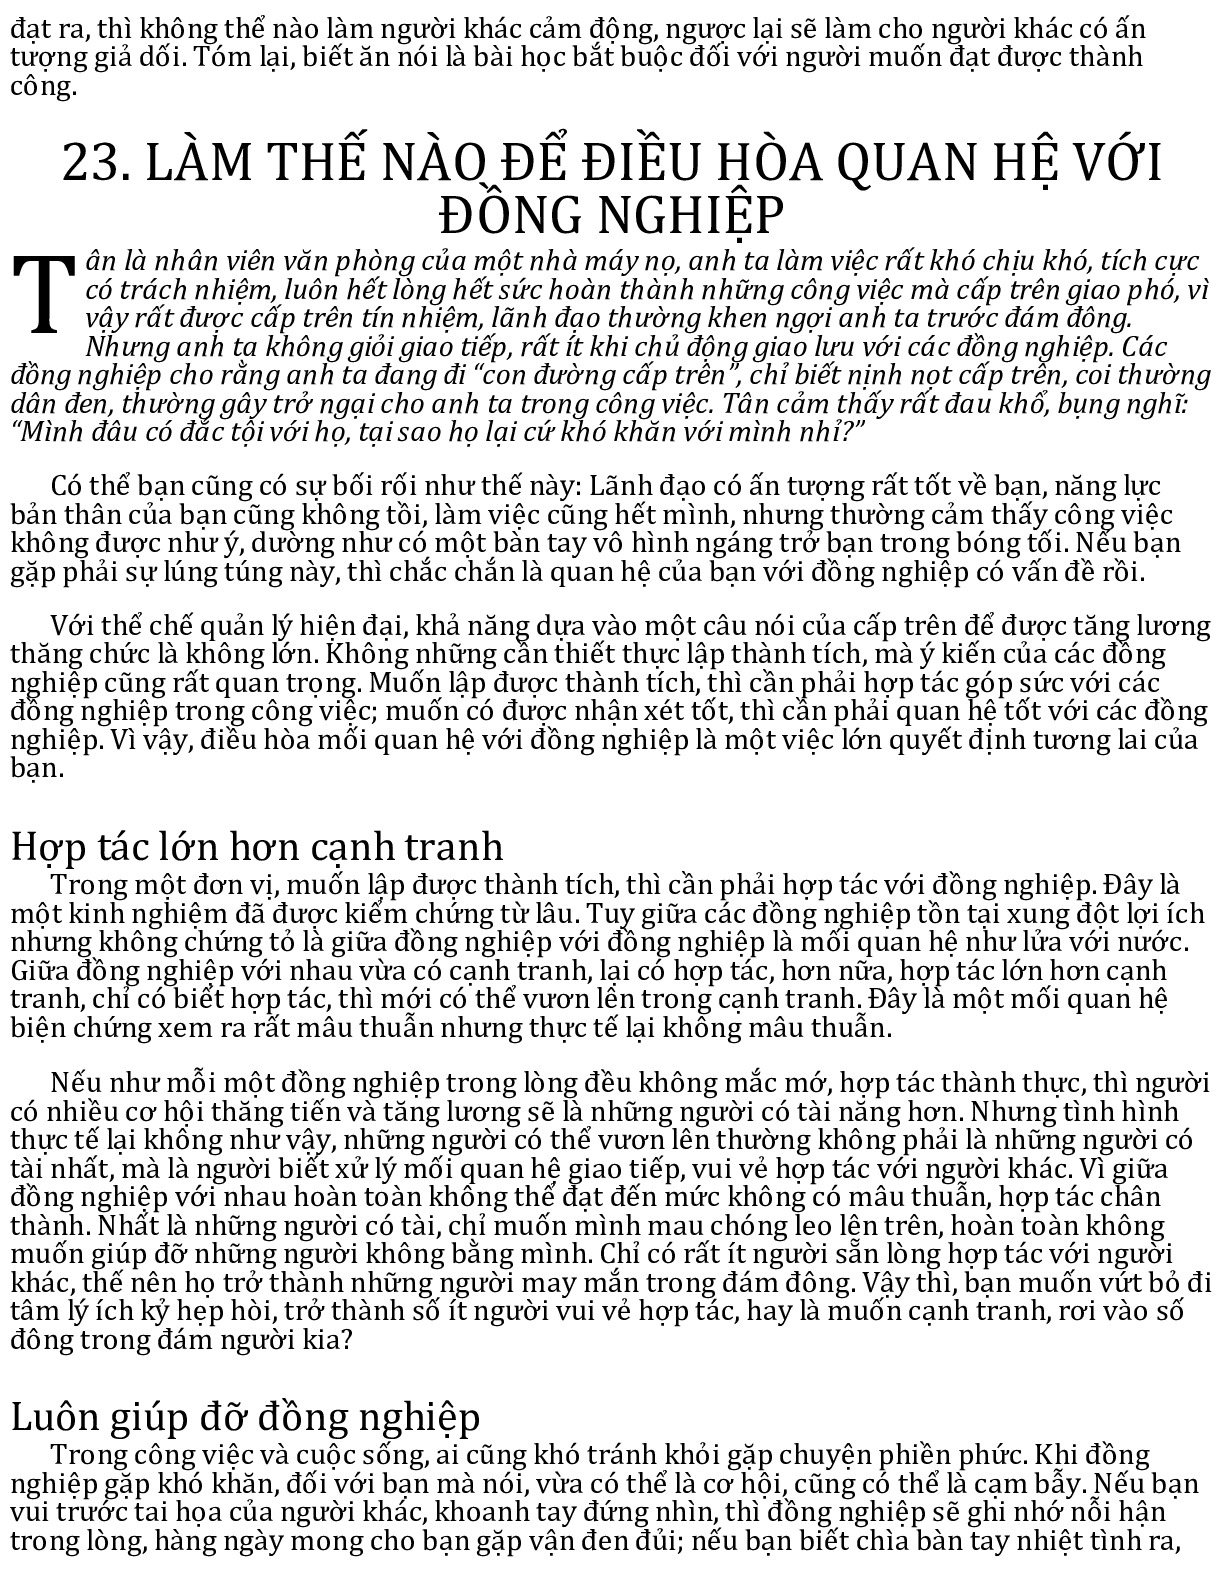 đạt ra, thì không thể nào làm người khác cảm động, ngược lại sẽ làm cho người khác có ấn
tượng giả dối. Tóm lại, biết ăn nói là bài học bắt buộc đối với người muốn đạt được thành
công.
23. LÀM THẾ NÀO ĐỂ ĐIỀU HÒA QUAN HỆ VỚI
ĐỒNG NGHIỆP
Tân là nhân viên văn phòng của một nhà máy nọ, anh ta làm việc rất khó chịu khó, tích cực
có trách nhiệm, luôn hết lòng hết sức hoàn thành những công việc mà cấp trên giao phó, vì
vậy rất được cấp trên tín nhiệm, lãnh đạo thường khen ngợi anh ta trước đám đông.
Nhưng anh ta không giỏi giao tiếp, rất ít khi chủ động giao lưu với các đồng nghiệp. Các
đồng nghiệp cho rằng anh ta đang đi “con đường cấp trên”, chỉ biết nịnh nọt cấp trên, coi thường
dân đen, thường gây trở ngại cho anh ta trong công việc. Tân cảm thấy rất đau khổ, bụng nghĩ:
“Mình đâu có đắc tội với họ, tại sao họ lại cứ khó khăn với mình nhỉ?”
Có thể bạn cũng có sự bối rối như thế này: Lãnh đạo có ấn tượng rất tốt về bạn, năng lực
bản thân của bạn cũng không tồi, làm việc cũng hết mình, nhưng thường cảm thấy công việc
không được như ý, dường như có một bàn tay vô hình ngáng trở bạn trong bóng tối. Nếu bạn
gặp phải sự lúng túng này, thì chắc chắn là quan hệ của bạn với đồng nghiệp có vấn đề rồi.
Với thể chế quản lý hiện đại, khả năng dựa vào một câu nói của cấp trên để được tăng lương
thăng chức là không lớn. Không những cần thiết thực lập thành tích, mà ý kiến của các đồng
nghiệp cũng rất quan trọng. Muốn lập được thành tích, thì cần phải hợp tác góp sức với các
đồng nghiệp trong công việc; muốn có được nhận xét tốt, thì cần phải quan hệ tốt với các đồng
nghiệp. Vì vậy, điều hòa mối quan hệ với đồng nghiệp là một việc lớn quyết định tương lai của
bạn.
Hợp tác lớn hơn cạnh tranh
Trong một đơn vị, muốn lập được thành tích, thì cần phải hợp tác với đồng nghiệp. Đây là
một kinh nghiệm đã được kiểm chứng từ lâu. Tuy giữa các đồng nghiệp tồn tại xung đột lợi ích
nhưng không chứng tỏ là giữa đồng nghiệp với đồng nghiệp là mối quan hệ như lửa với nước.
Giữa đồng nghiệp với nhau vừa có cạnh tranh, lại có hợp tác, hơn nữa, hợp tác lớn hơn cạnh
tranh, chỉ có biết hợp tác, thì mới có thể vươn lên trong cạnh tranh. Đây là một mối quan hệ
biện chứng xem ra rất mâu thuẫn nhưng thực tế lại không mâu thuẫn.
Nếu như mỗi một đồng nghiệp trong lòng đều không mắc mớ, hợp tác thành thực, thì người
có nhiều cơ hội thăng tiến và tăng lương sẽ là những người có tài năng hơn. Nhưng tình hình
thực tế lại không như vậy, những người có thể vươn lên thường không phải là những người có
tài nhất, mà là người biết xử lý mối quan hệ giao tiếp, vui vẻ hợp tác với người khác. Vì giữa
đồng nghiệp với nhau hoàn toàn không thể đạt đến mức không có mâu thuẫn, hợp tác chân
thành. Nhất là những người có tài, chỉ muốn mình mau chóng leo lên trên, hoàn toàn không
muốn giúp đỡ những người không bằng mình. Chỉ có rất ít người sẵn lòng hợp tác với người
khác, thế nên họ trở thành những người may mắn trong đám đông. Vậy thì, bạn muốn vứt bỏ đi
tâm lý ích kỷ hẹp hòi, trở thành số ít người vui vẻ hợp tác, hay là muốn cạnh tranh, rơi vào số
đông trong đám người kia?
Luôn giúp đỡ đồng nghiệp
Trong công việc và cuộc sống, ai cũng khó tránh khỏi gặp chuyện phiền phức. Khi đồng
nghiệp gặp khó khăn, đối với bạn mà nói, vừa có thể là cơ hội, cũng có thể là cạm bẫy. Nếu bạn
vui trước tai họa của người khác, khoanh tay đứng nhìn, thì đồng nghiệp sẽ ghi nhớ nỗi hận
trong lòng, hàng ngày mong cho bạn gặp vận đen đủi; nếu bạn biết chìa bàn tay nhiệt tình ra,